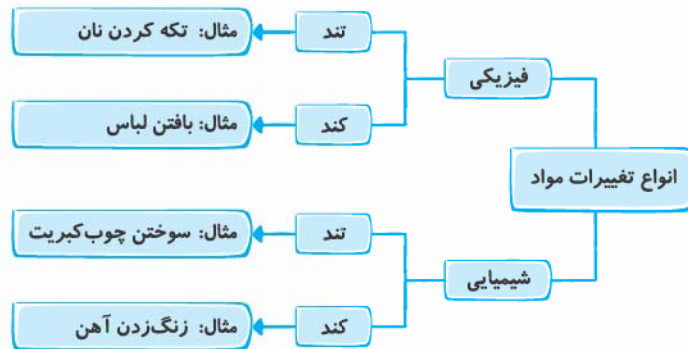 انواع تغییرات مواد
فیزیکی
تند
مثال: تکه کردن نان
کند
مثال: بافتن لباس
شیمیایی
تند
مثال: سوختن چوب‌کبریت
کند
مثال: زنگ‌زدن آهن